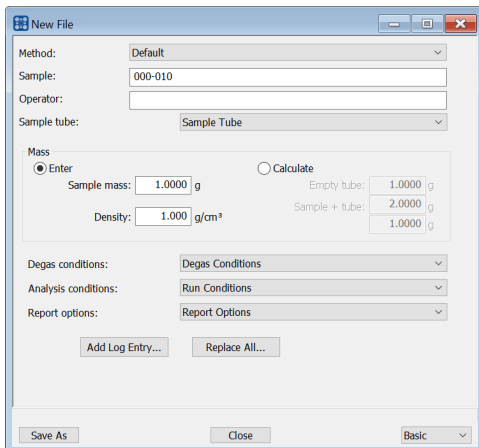 New File
Method: Default
Sample: 000-010
Operator:
Sample tube: Sample Tube
Mass
Enter Calculate
Sample mass: 1.0000 g Empty tube: 1.0000 g
Sample + tube: 2.0000 g
Density: 1.000 g/cm³ 1.0000 g
Degas conditions: Degas Conditions
Analysis conditions: Run Conditions
Report options: Report Options
Add Log Entry... Replace All...
Save As Close Basic